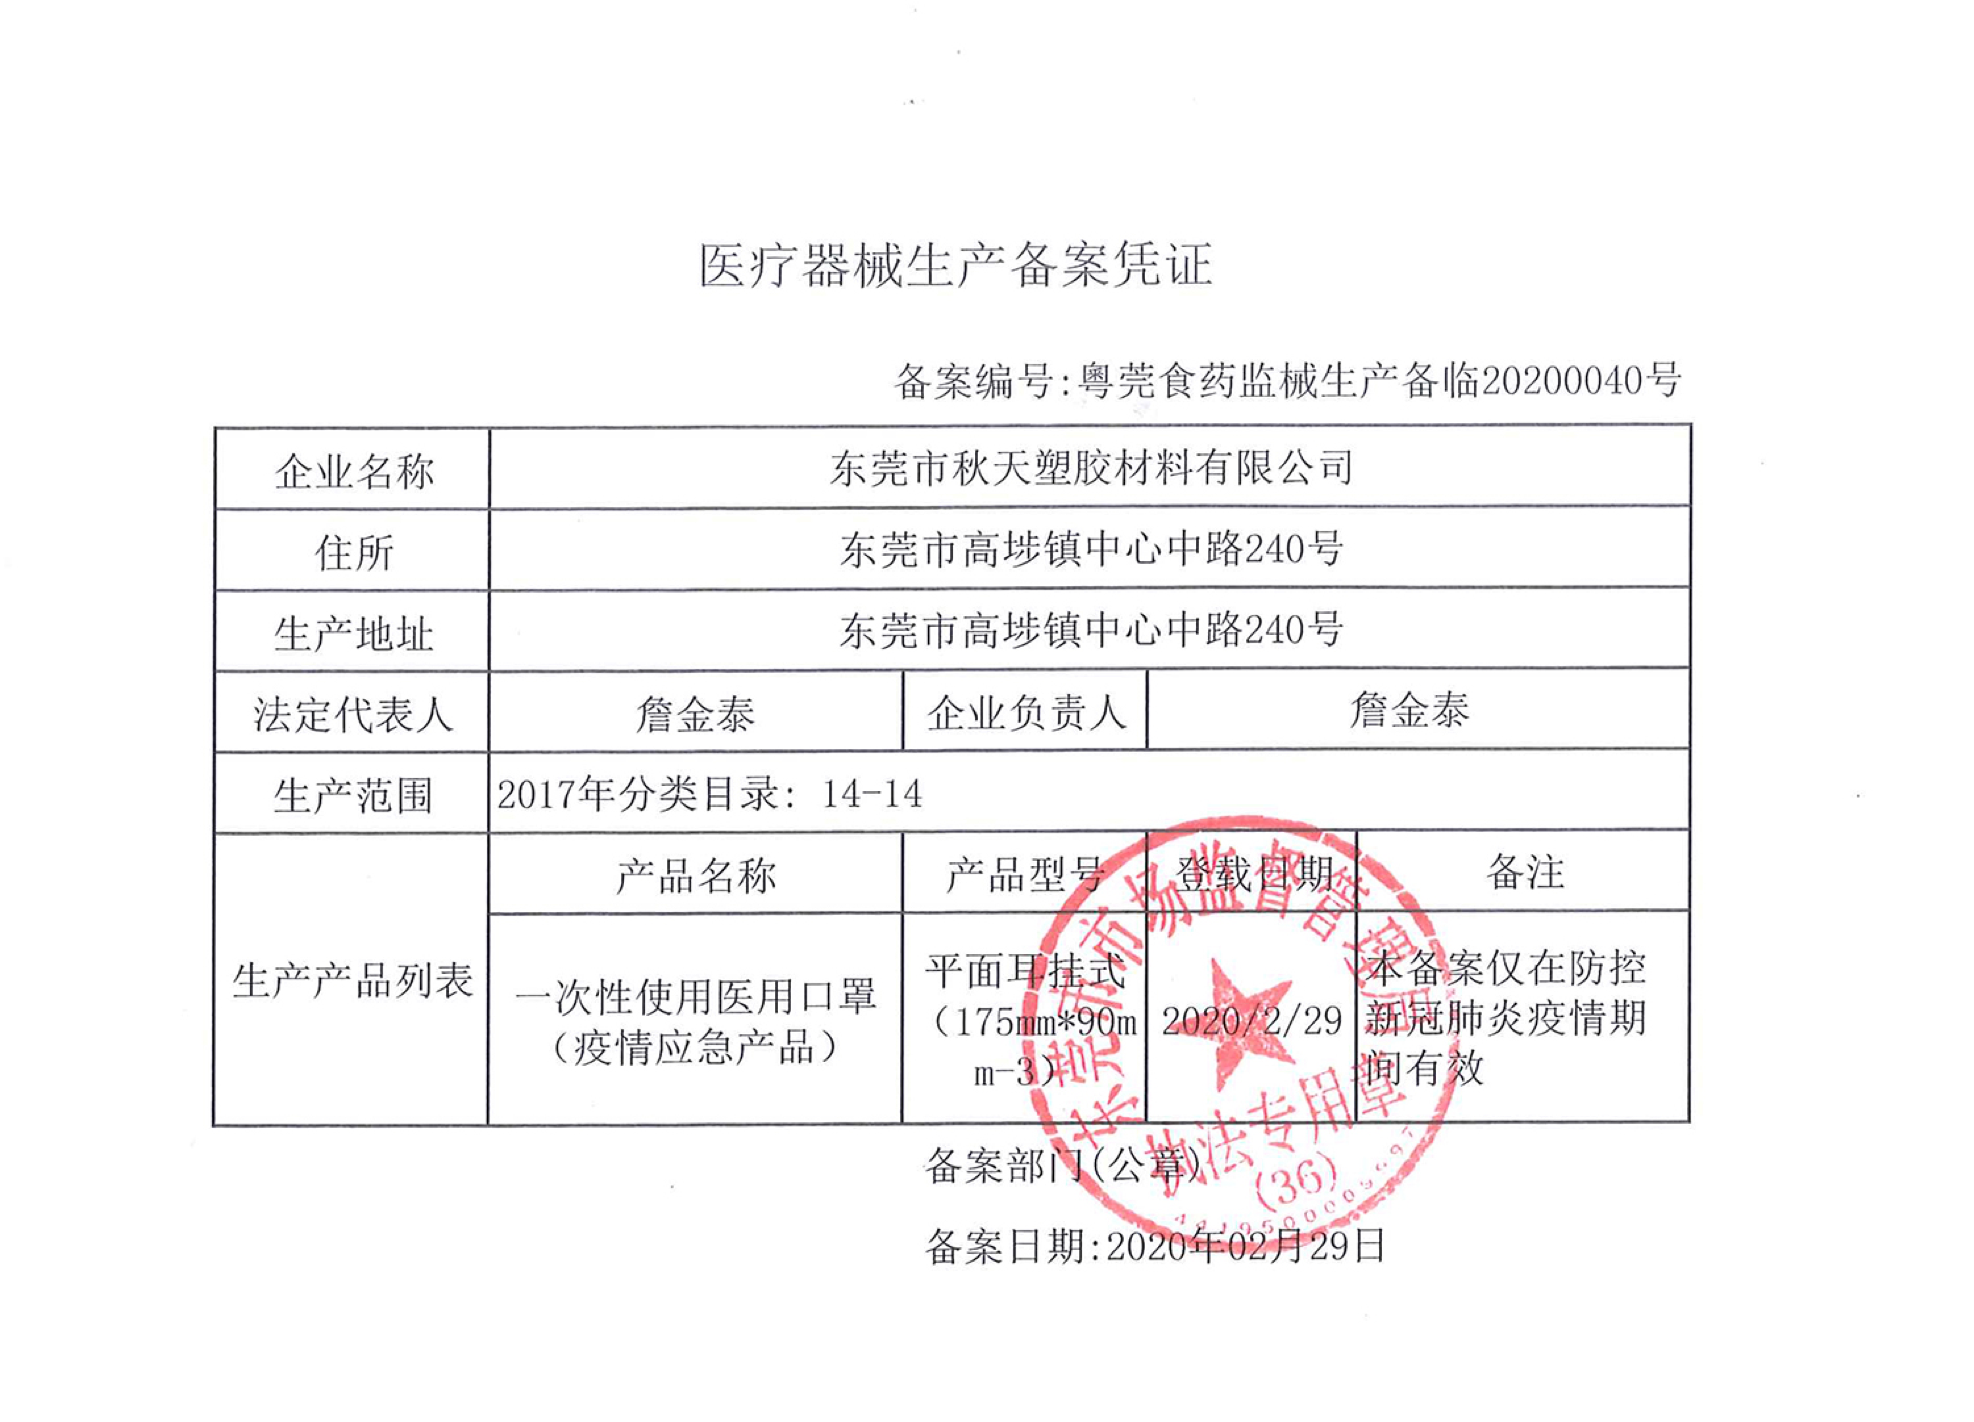 医疗器械生产备案凭证
备案编号:粤莞食药监械生产备临20200040号
企业名称 东莞市秋天塑胶材料有限公司
住所 东莞市高埗镇中心中路240号
生产地址 东莞市高埗镇中心中路240号
法定代表人 詹金泰 企业负责人 詹金泰
生产范围 2017年分类目录: 14-14
生产产品列表
产品名称 产品型号 登载日期 备注
一次性使用医用口罩
（疫情应急产品）
平面耳挂式
（175mm*90m
m-3）
2020/2/29
本备案仅在防控
新冠肺炎疫情期
间有效
东莞市市场监督管理局
执法专用章
(36)
备案部门(公章)
备案日期:2020年02月29日